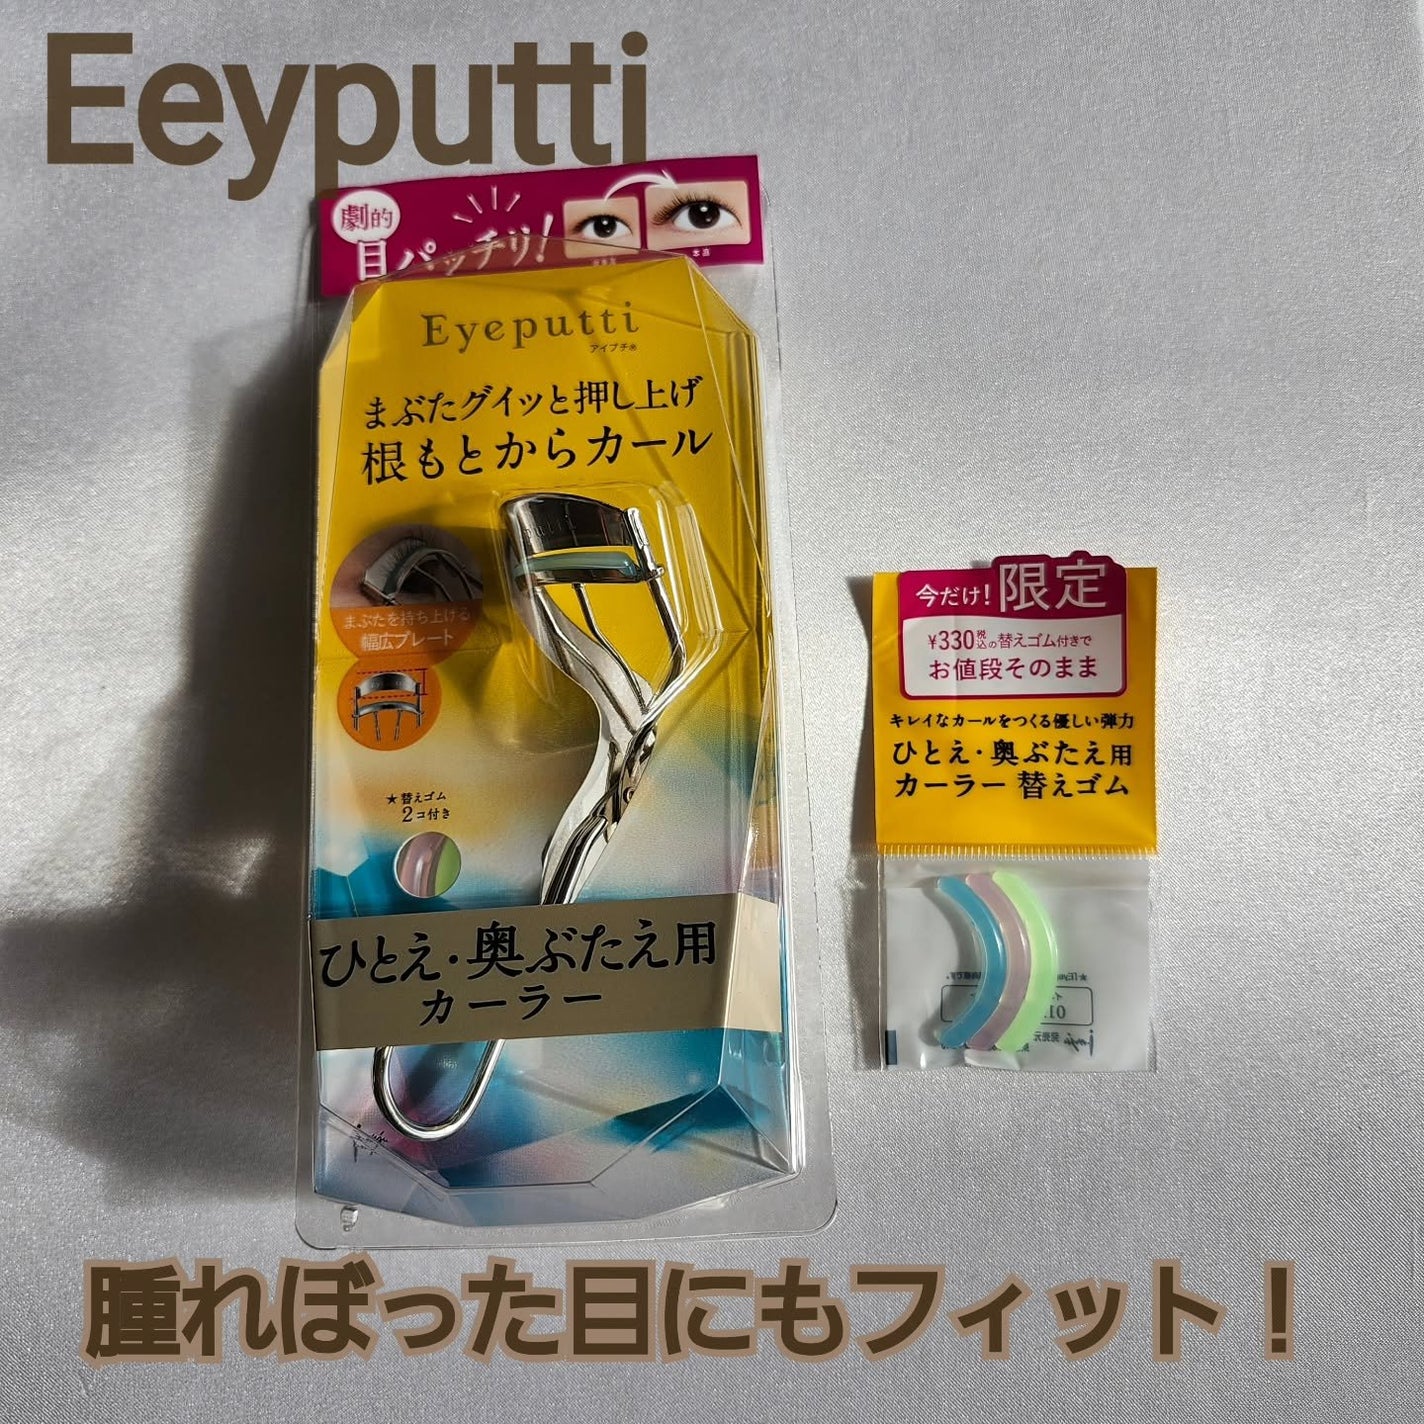 Eeyputti
劇的
目パッチリ!
本品
Eyeputti
アイプチ®
まぶたグイッと押し上げ
根もとからカール
まぶたを持ち上げる
幅広プレート
★替えゴム
2コ付き
ひとえ・奥ぶたえ用
カーラー
今だけ!限定
¥330税込の替えゴム付きで
お値段そのまま
キレイなカールをつくる優しい弾力
ひとえ・奥ぶたえ用
カーラー 替えゴム
腫れぼった目にもフィット！